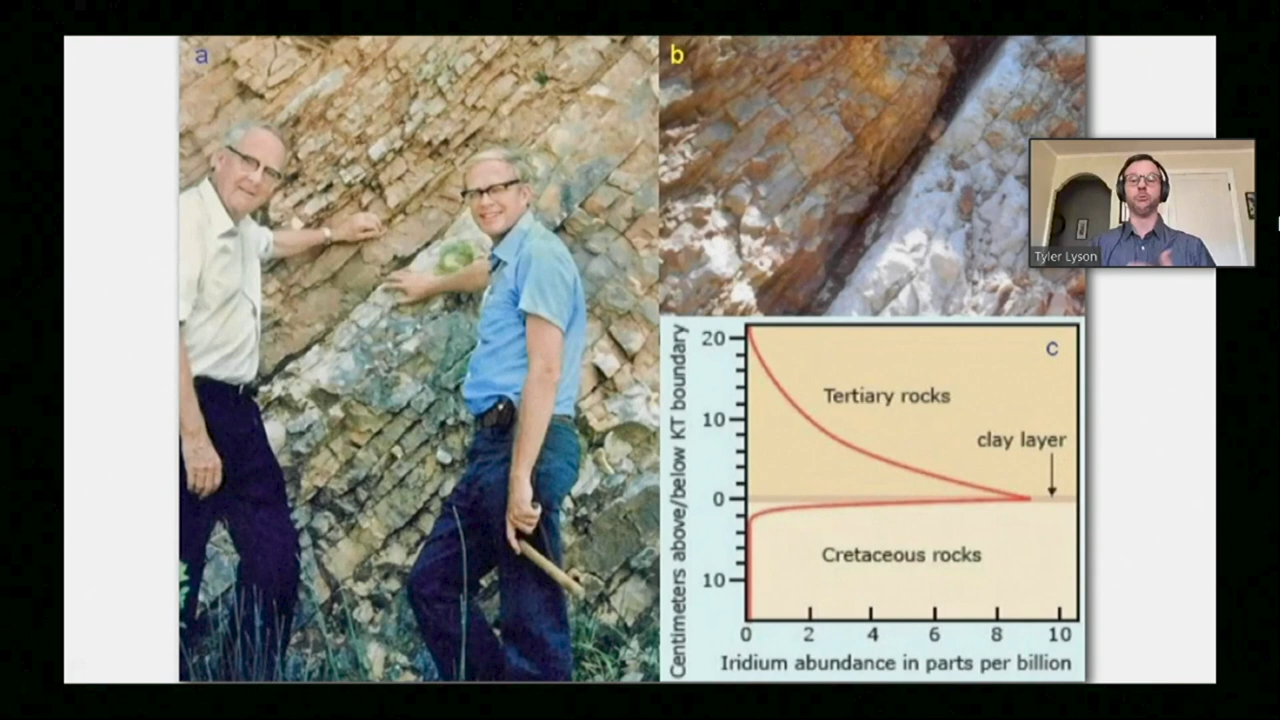 a
b
Tyler Lyson
Centimeters above/below KT boundary
20
10
0
10
c
Tertiary rocks
clay layer
Cretaceous rocks
0 2 4 6 8 10
Iridium abundance in parts per billion